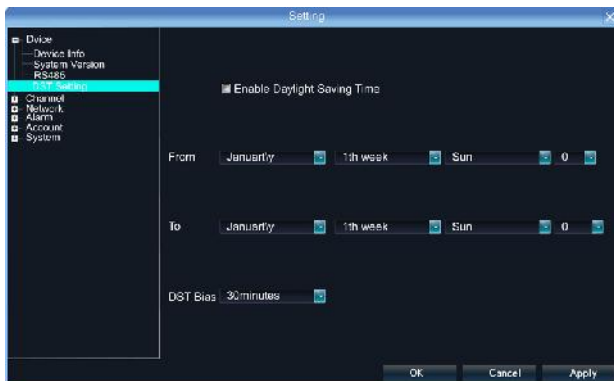 Setting
Dvice
Device Info
System Version
RS485
DST Setting
Channel
Network
Alarm
Account
System
Enable Daylight Saving Time
From Januartly 1th week Sun 0
To Januartly 1th week Sun 0
DST Bias 30minutes
OK Cancel Apply